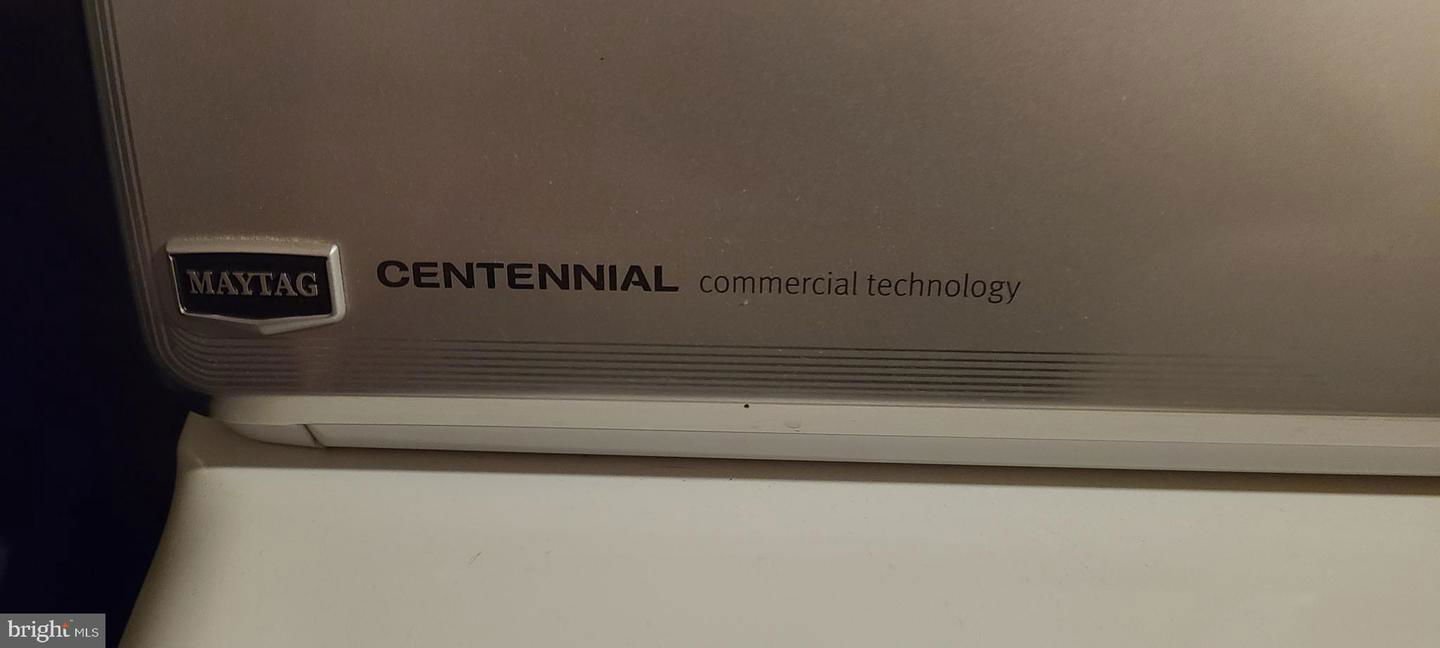 MAYTAG CENTENNIAL commercial technology
bright MLS